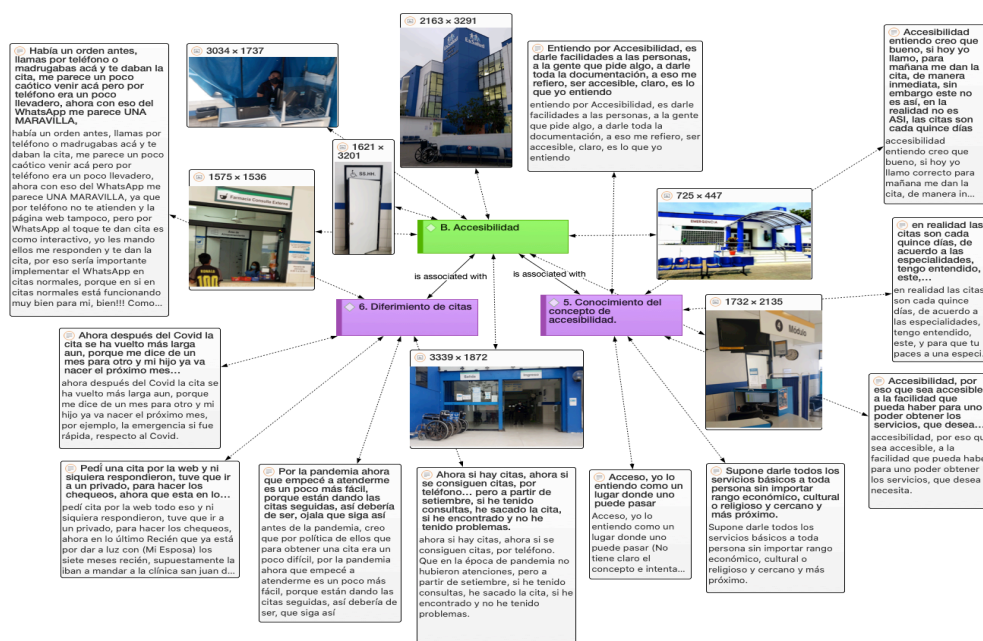 Había un orden antes,
llamas por teléfono o
madrugabas acá y te daban la
cita, me parece un poco
caótico venir acá pero por
teléfono era un poco
llevadero, ahora con eso del
WhatsApp me parece UNA
MARAVILLA,
había un orden antes, llamas por
teléfono o madrugabas acá y te
daban la cita, me parece un poco
caótico venir acá pero por
teléfono era un poco llevadero,
ahora con eso del WhatsApp me
parece UNA MARAVILLA, ya que
por teléfono no te atienden y la
página web tampoco, pero por
WhatsApp al toque te dan cita es
como interactivo, yo les mando
ellos me responden y te dan la
cita, por eso sería importante
implementar el WhatsApp en
citas normales, porque en si en
citas normales está funcionando
muy bien para mi, bien!!! Como...
3034 × 1737
2163 × 3291
EsSalud
1621 ×
3201
SS.HH.
1575 × 1536
Farmacia Consulta Externa
100
Entiendo por Accesibilidad, es
darle facilidades a las personas,
a la gente que pide algo, a darle
toda la documentación, a eso me
refiero, ser accesible, claro, es lo
que yo entiendo
entiendo por Accesibilidad, es darle
facilidades a las personas, a la gente
que pide algo, a darle toda la
documentación, a eso me refiero, ser
accesible, claro, es lo que yo
entiendo
Accesibilidad
entiendo creo que
bueno, si hoy yo
llamo, para
mañana me dan la
cita, de manera
inmediata, sin
embargo este no
es así, en la
realidad no es
ASI, las citas son
cada quince días
accesibilidad
entiendo creo que
bueno, si hoy yo
llamo correcto para
mañana me dan la
cita, de manera in...
725 × 447
EMERGENCIA
B. Accesibilidad
is associated with
is associated with
6. Diferimiento de citas
5. Conocimiento del
concepto de
accesibilidad.
en realidad las
citas son cada
quince días, de
acuerdo a las
especialidades,
tengo entendido,
este,...
en realidad las citas
son cada quince
días, de acuerdo a
las especialidades,
tengo entendido,
este, y para que tu
paces a una especi...
1732 × 2135
4 Módulo
3339 × 1872
Salida
Ingreso
Ahora después del Covid la
cita se ha vuelto más larga
aun, porque me dice de un
mes para otro y mi hijo ya va
nacer el próximo mes...
ahora después del Covid la cita se
ha vuelto más larga aun, porque
me dice de un mes para otro y mi
hijo ya va nacer el próximo mes,
por ejemplo, la emergencia si fue
rápida, respecto al Covid.
Accesibilidad, por
eso que sea accesible
a la facilidad que
pueda haber para uno
poder obtener los
servicios, que desea...
accesibilidad, por eso que
sea accesible, a la
facilidad que pueda haber
para uno poder obtener
los servicios, que desea o
necesita.
Pedí una cita por la web y ni
siquiera respondieron, tuve que ir
a un privado, para hacer los
chequeos, ahora que esta en lo...
pedí cita por la web todo eso y ni
siquiera respondieron, tuve que ir a
un privado, para hacer los chequeos,
ahora en lo último Recién que ya está
por dar a luz con (Mi Esposa) los
siete meses recién, supuestamente la
iban a mandar a la clínica san juan d...
Por la pandemia ahora
que empecé a atenderme
es un poco más fácil,
porque están dando las
citas seguidas, así debería
de ser, ojala que siga así
antes de la pandemia, creo
que por política de ellos que
para obtener una cita era un
poco difícil, por la pandemia
ahora que empecé a
atenderme es un poco más
fácil, porque están dando las
citas seguidas, así debería de
ser, que siga así
Ahora si hay citas, ahora si
se consiguen citas, por
teléfono... pero a partir de
setiembre, si he tenido
consultas, he sacado la cita,
si he encontrado y no he
tenido problemas.
ahora si hay citas, ahora si se
consiguen citas, por teléfono.
Que en la época de pandemia no
hubieron atenciones, pero a
partir de setiembre, si he tenido
consultas, he sacado la cita, si he
encontrado y no he tenido
problemas.
Acceso, yo lo
entiendo como un
lugar donde uno
puede pasar
Acceso, yo lo
entiendo como un
lugar donde uno
puede pasar (No
tiene claro el
concepto e intenta...
Supone darle todos los
servicios básicos a toda
persona sin importar
rango económico, cultural
o religioso y cercano y
más próximo.
Supone darle todos los
servicios básicos a toda
persona sin importar rango
económico, cultural o
religioso y cercano y más
próximo.